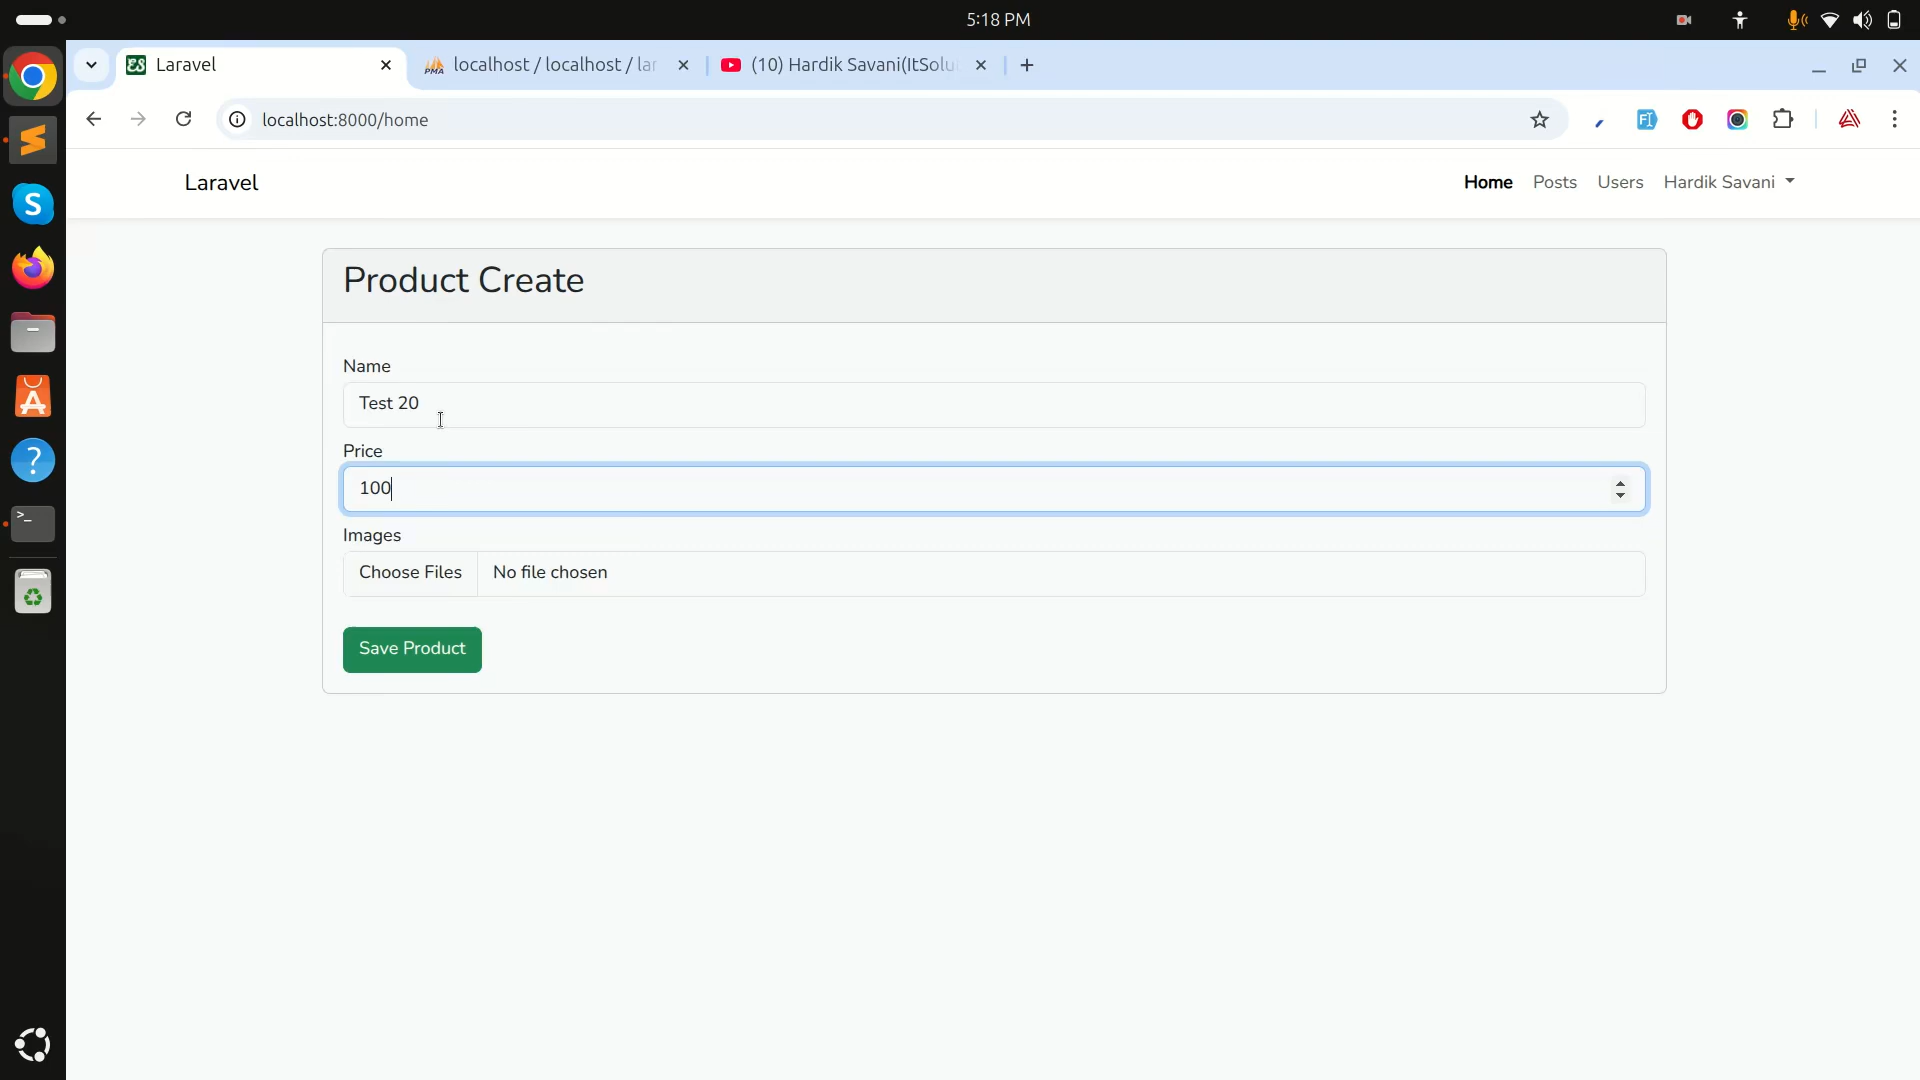 5:18 PM
Laravel
localhost / localhost / lar
(10) Hardik Savani(ItSolu
localhost:8000/home
Laravel
Home
Posts
Users
Hardik Savani
Product Create
Name
Test 20
Price
100
Images
Choose Files
No file chosen
Save Product